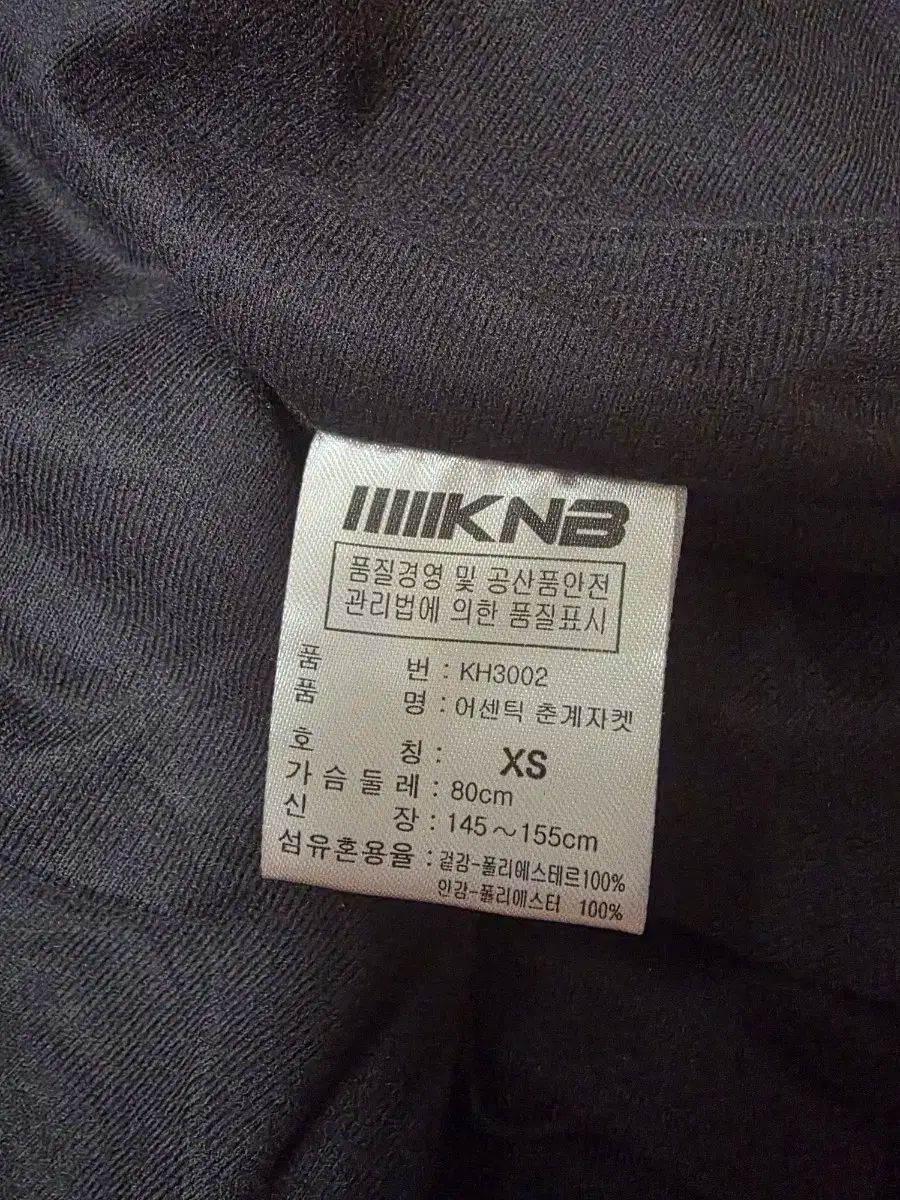 KNB
품질경영 및 공산품안전
관리법에 의한 품질표시
품 번 : KH3002
품 명 : 어센틱 춘계자켓
호 칭 : XS
가슴둘레 : 80cm
신 장 : 145~155cm
섬유혼용율 : 겉감-폴리에스테르100%
안감-폴리에스터 100%